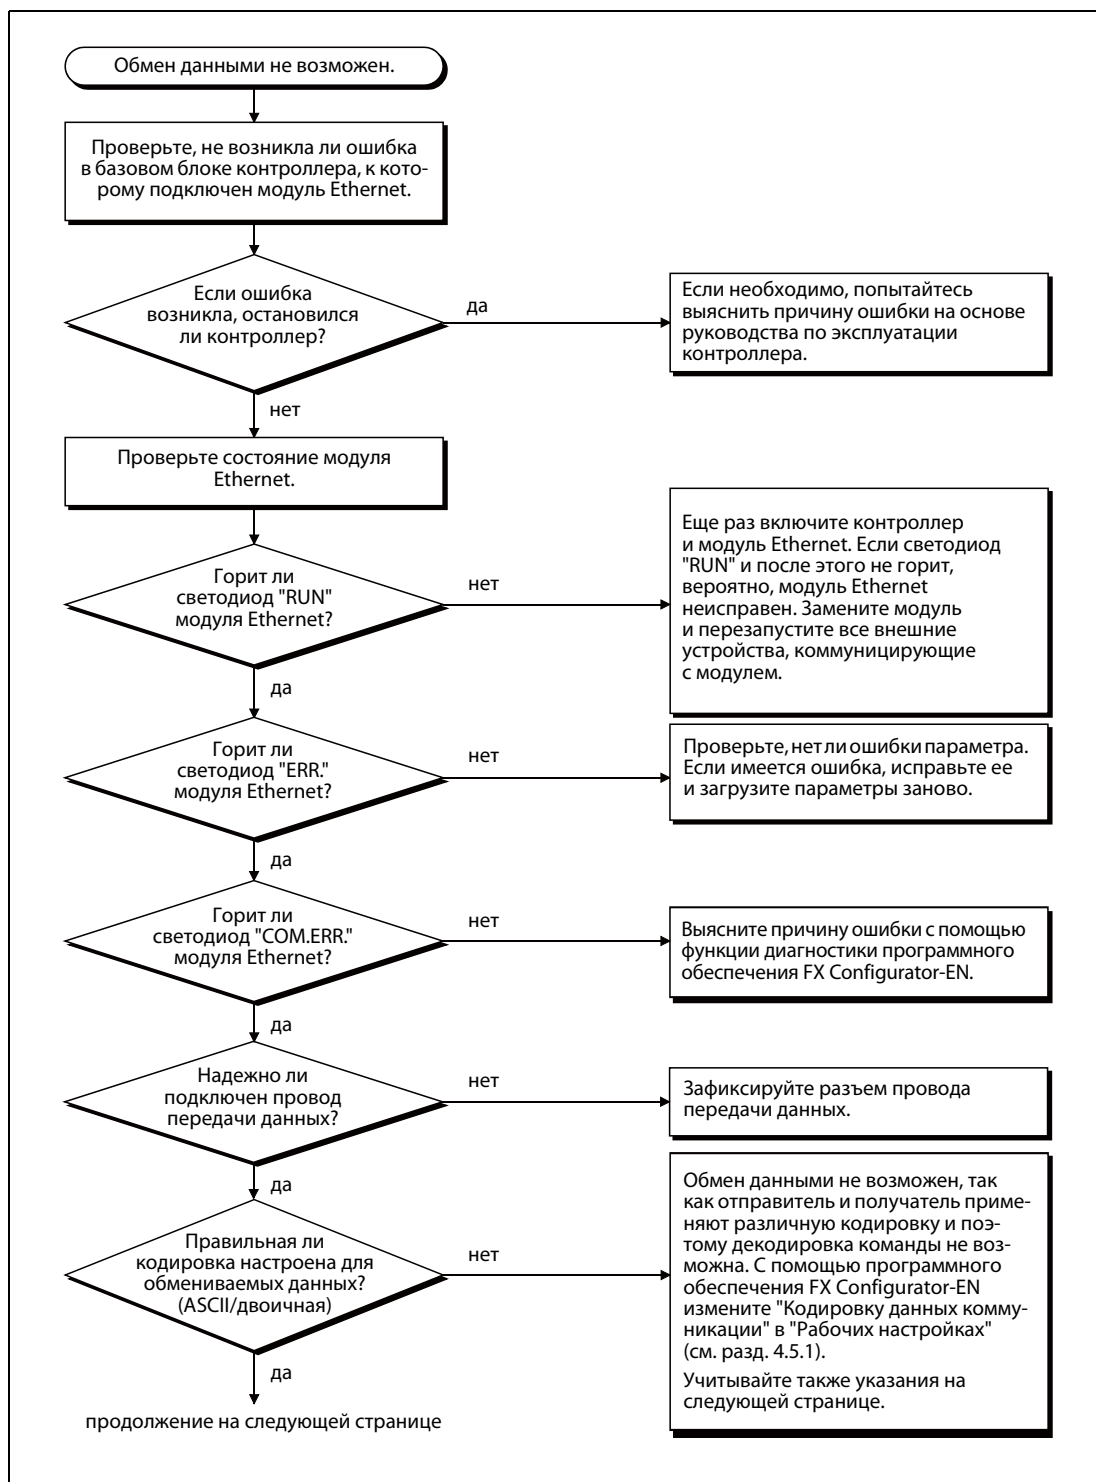 Обмен данными не возможен.
Проверьте, не возникла ли ошибка
в базовом блоке контроллера, к кото-
рому подключен модуль Ethernet.
Если ошибка
возникла, остановился
ли контроллер?
да
Если необходимо, попытайтесь
выяснить причину ошибки на основе
руководства по эксплуатации
контроллера.
нет
Проверьте состояние модуля
Ethernet.
Горит ли
светодиод "RUN"
модуля Ethernet?
нет
Еще раз включите контроллер
и модуль Ethernet. Если светодиод
"RUN" и после этого не горит,
вероятно, модуль Ethernet
неисправен. Замените модуль
и перезапустите все внешние
устройства, коммуницирующие
с модулем.
да
Горит ли
светодиод "ERR."
модуля Ethernet?
нет
Проверьте, нет ли ошибки параметра.
Если имеется ошибка, исправьте ее
и загрузите параметры заново.
да
Горит ли
светодиод "COM.ERR."
модуля Ethernet?
нет
Выясните причину ошибки с помощью
функции диагностики программного
обеспечения FX Configurator-EN.
да
Надежно ли
подключен провод
передачи данных?
нет
Зафиксируйте разъем провода
передачи данных.
да
Правильная ли
кодировка настроена для
обмениваемых данных?
(ASCII/двоичная)
нет
Обмен данными не возможен, так
как отправитель и получатель приме-
няют различную кодировку и поэ-
тому декодировка команды не воз-
можна. С помощью программного
обеспечения FX Configurator-EN
измените "Кодировку данных комму-
никации" в "Рабочих настройках"
(см. разд. 4.5.1).
Учитывайте также указания на
следующей странице.
да
продолжение на следующей странице